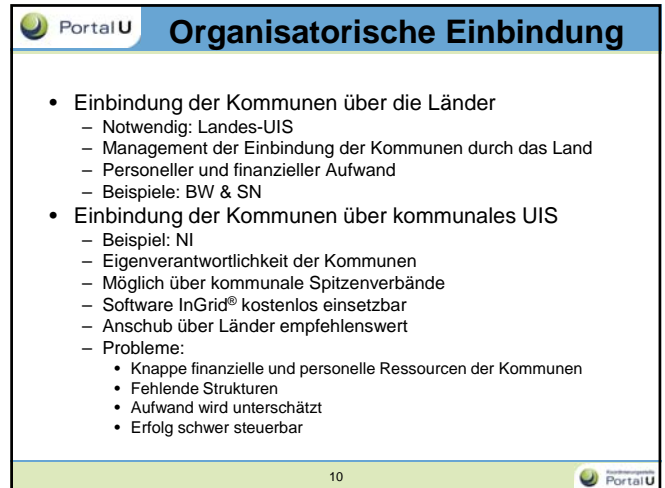 PortalU
Organisatorische Einbindung
• Einbindung der Kommunen über die Länder
– Notwendig: Landes-UIS
– Management der Einbindung der Kommunen durch das Land
– Personeller und finanzieller Aufwand
– Beispiele: BW & SN
• Einbindung der Kommunen über kommunales UIS
– Beispiel: NI
– Eigenverantwortlichkeit der Kommunen
– Möglich über kommunale Spitzenverbände
– Software InGrid® kostenlos einsetzbar
– Anschub über Länder empfehlenswert
– Probleme:
• Knappe finanzielle und personelle Ressourcen der Kommunen
• Fehlende Strukturen
• Aufwand wird unterschätzt
• Erfolg schwer steuerbar
10
Koordinierungsstelle
PortalU